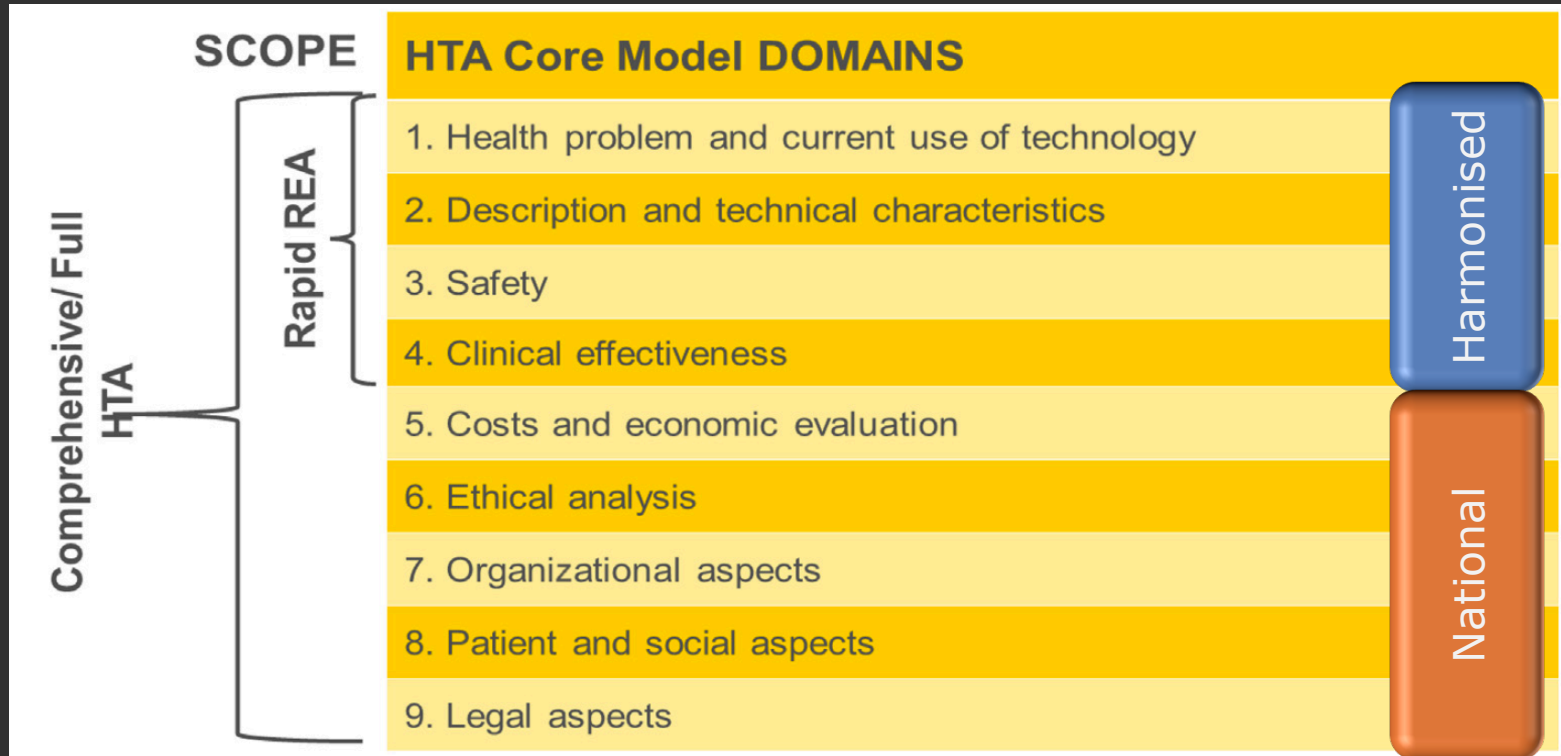 SCOPE
HTA Core Model DOMAINS
Comprehensive/ Full
HTA
Rapid REA
1. Health problem and current use of technology
2. Description and technical characteristics
3. Safety
4. Clinical effectiveness
5. Costs and economic evaluation
6. Ethical analysis
7. Organizational aspects
8. Patient and social aspects
9. Legal aspects
Harmonised
National